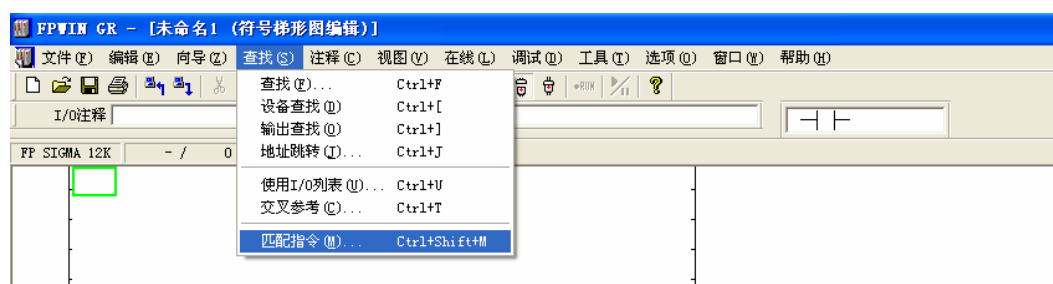 FPWIN GR - [未命名1 (符号梯形图编辑)]
文件(F) 编辑(E) 向导(Z) 查找(S) 注释(C) 视图(V) 在线(L) 调试(D) 工具(T) 选项(O) 窗口(W) 帮助(H)
查找(F)... Ctrl+F
RUN
设备查找(D) Ctrl+[
I/O注释
输出查找(O) Ctrl+]
地址跳转(J)... Ctrl+J
FP SIGMA 12K - / 0
使用I/O列表(U)... Ctrl+U
交叉参考(C)... Ctrl+T
匹配指令(M)... Ctrl+Shift+M